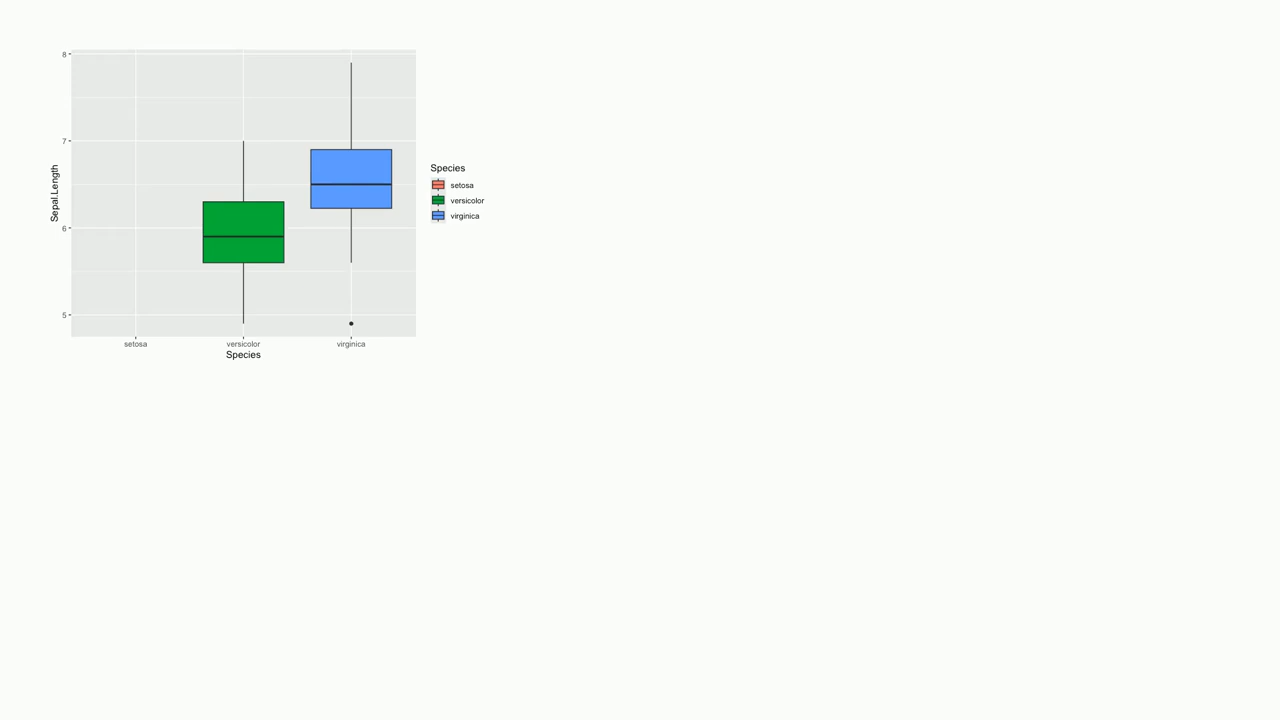 8
7
6
5
Sepal.Length
setosa
versicolor
virginica
Species
Species
setosa
versicolor
virginica